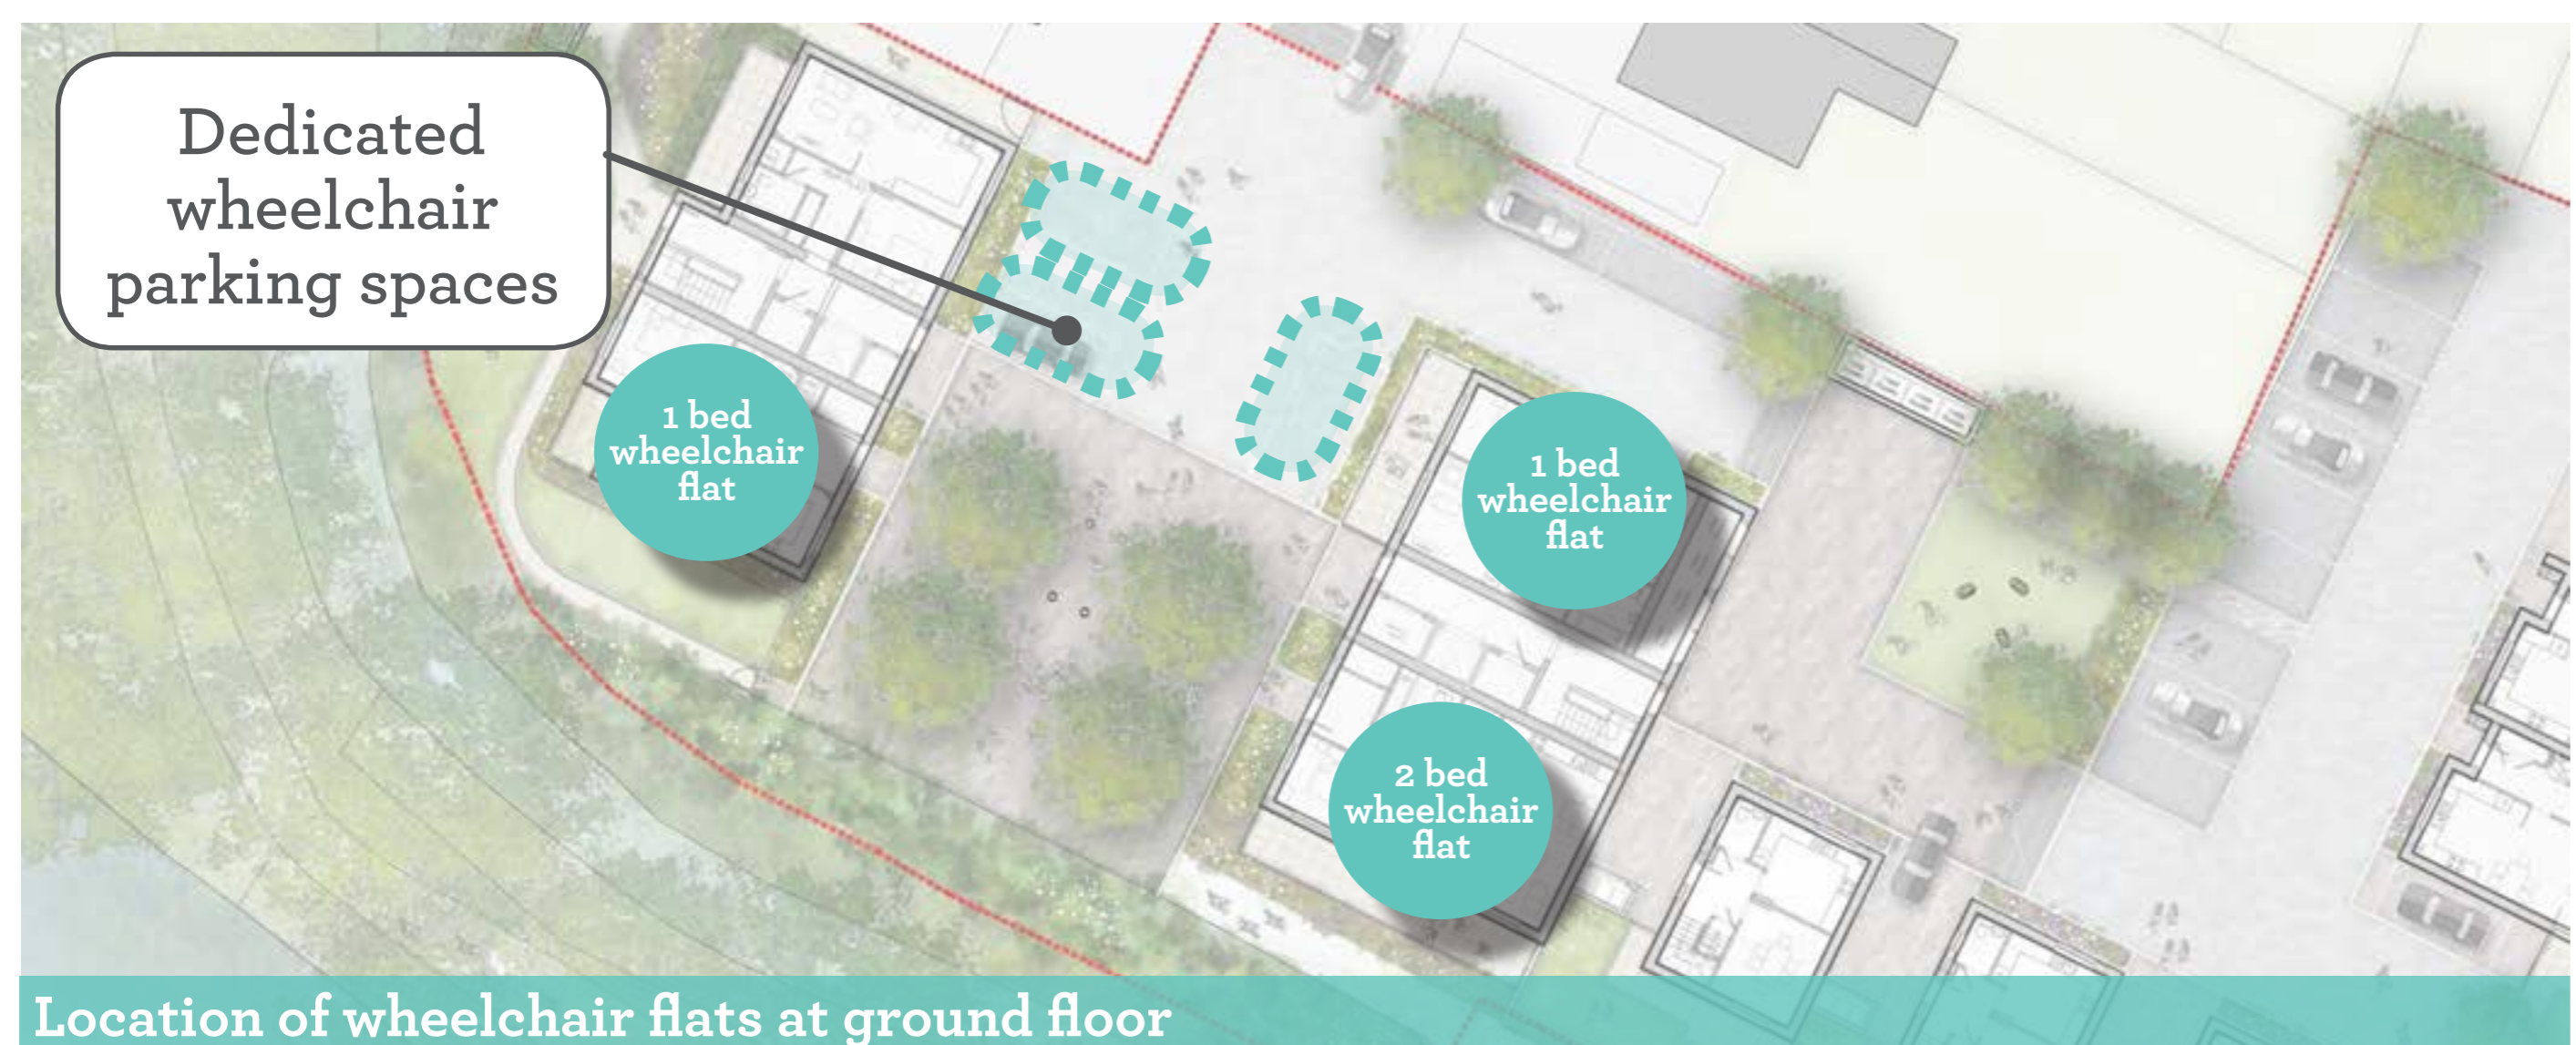 Dedicated
wheelchair
parking spaces
1 bed
wheelchair
flat
1 bed
wheelchair
flat
2 bed
wheelchair
flat
Location of wheelchair flats at ground floor